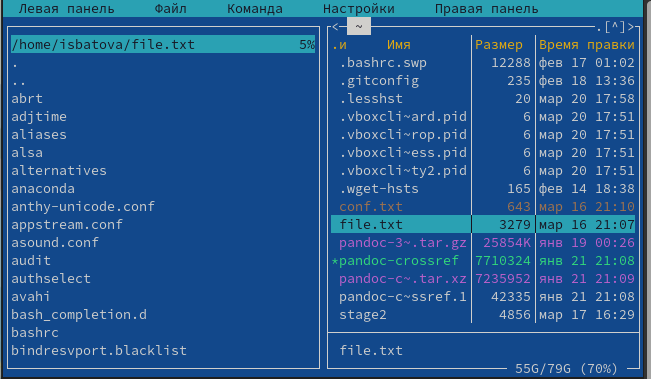 Левая панель Файл Команда Настройки Правая панель
/home/isbatova/file.txt 5%
.
..
abrt
adjtime
aliases
alsa
alternatives
anaconda
anthy-unicode.conf
appstream.conf
asound.conf
audit
authselect
avahi
bash_completion.d
bashrc
bindresvport.blacklist
<─ ~ .[^]>
.и Имя Размер Время правки
.bashrc.swp 12288 фев 17 01:02
.gitconfig 235 фев 18 13:36
.lesshst 20 мар 20 17:58
.vboxcli~ard.pid 6 мар 20 17:51
.vboxcli~rop.pid 6 мар 20 17:51
.vboxcli~ess.pid 6 мар 20 17:51
.vboxcli~ty2.pid 6 мар 20 17:51
.wget-hsts 165 фев 14 18:38
conf.txt 643 мар 16 21:10
file.txt 3279 мар 16 21:07
pandoc-3~.tar.gz 25854K янв 19 00:26
*pandoc-crossref 7710324 янв 21 21:08
pandoc-c~.tar.xz 7235952 янв 21 21:09
pandoc-c~ssref.1 42335 янв 21 21:08
stage2 4856 мар 17 16:29
file.txt
55G/79G (70%)